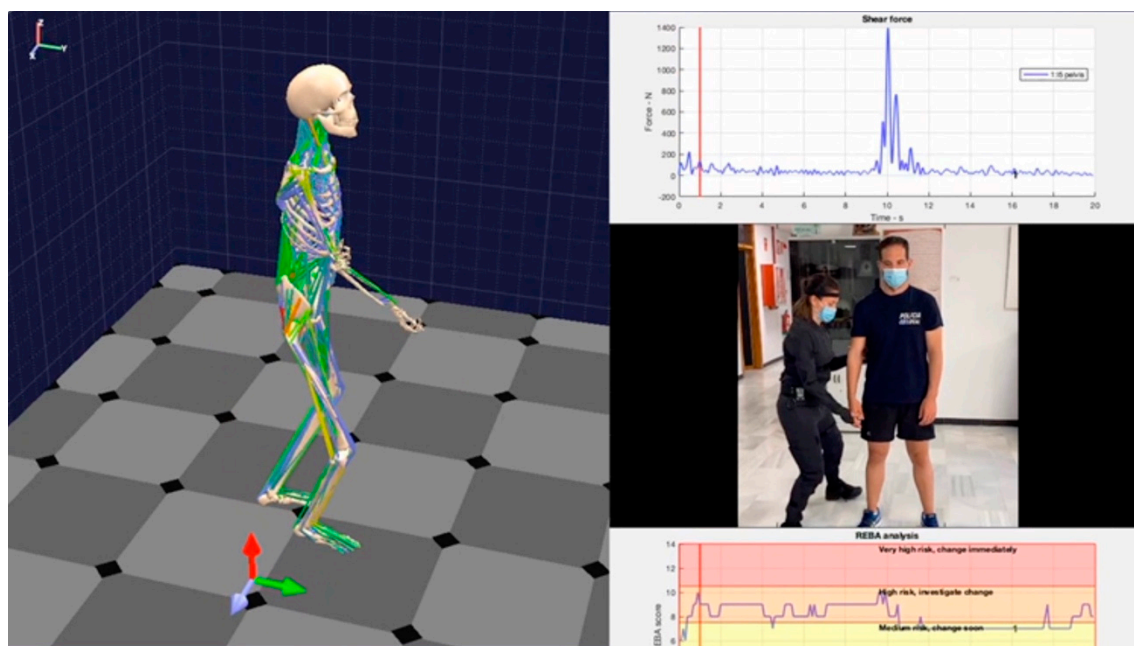 Z
Y
X
Shear force
Force - N
1400
1200
1000
800
600
400
200
0
-200
0 2 4 6 8 10 12 14 16 18 20
Time - s
POLICIA
REBA analysis
REBA score
14
12
10
8
6
Very high risk, change immediately
High risk, investigate change
Medium risk, change soon
1